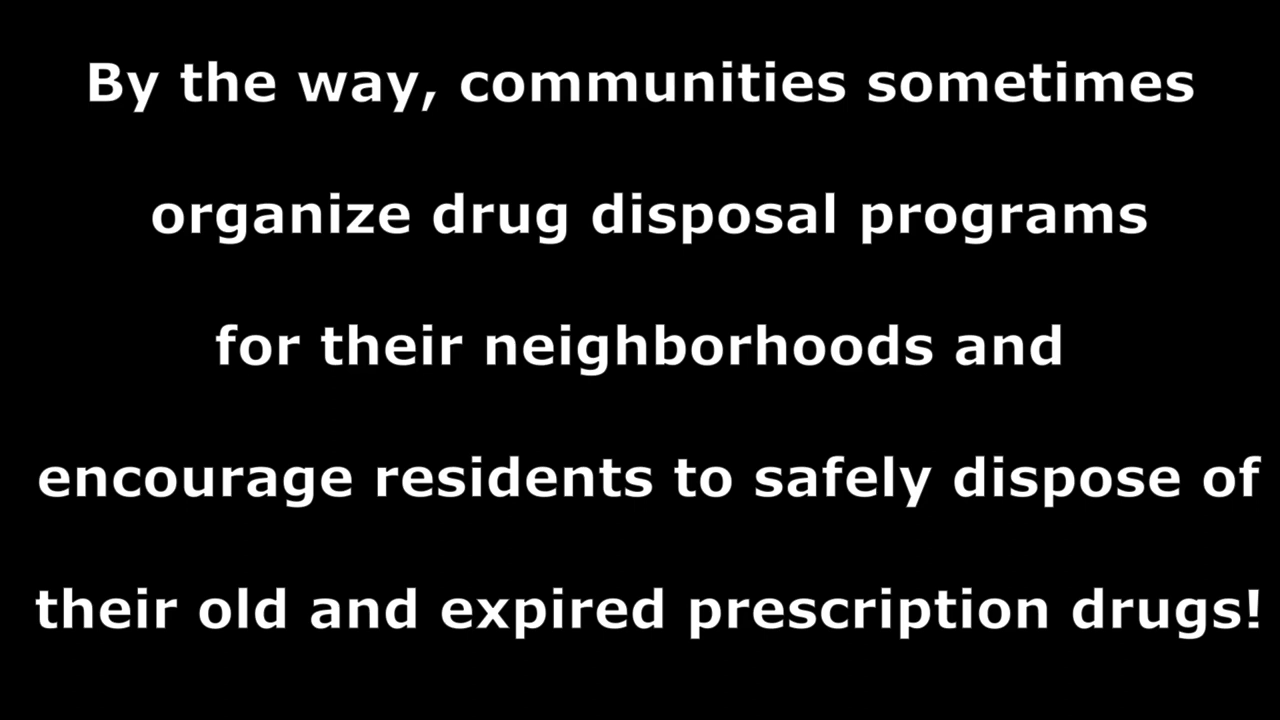 By the way, communities sometimes
organize drug disposal programs
for their neighborhoods and
encourage residents to safely dispose of
their old and expired prescription drugs!